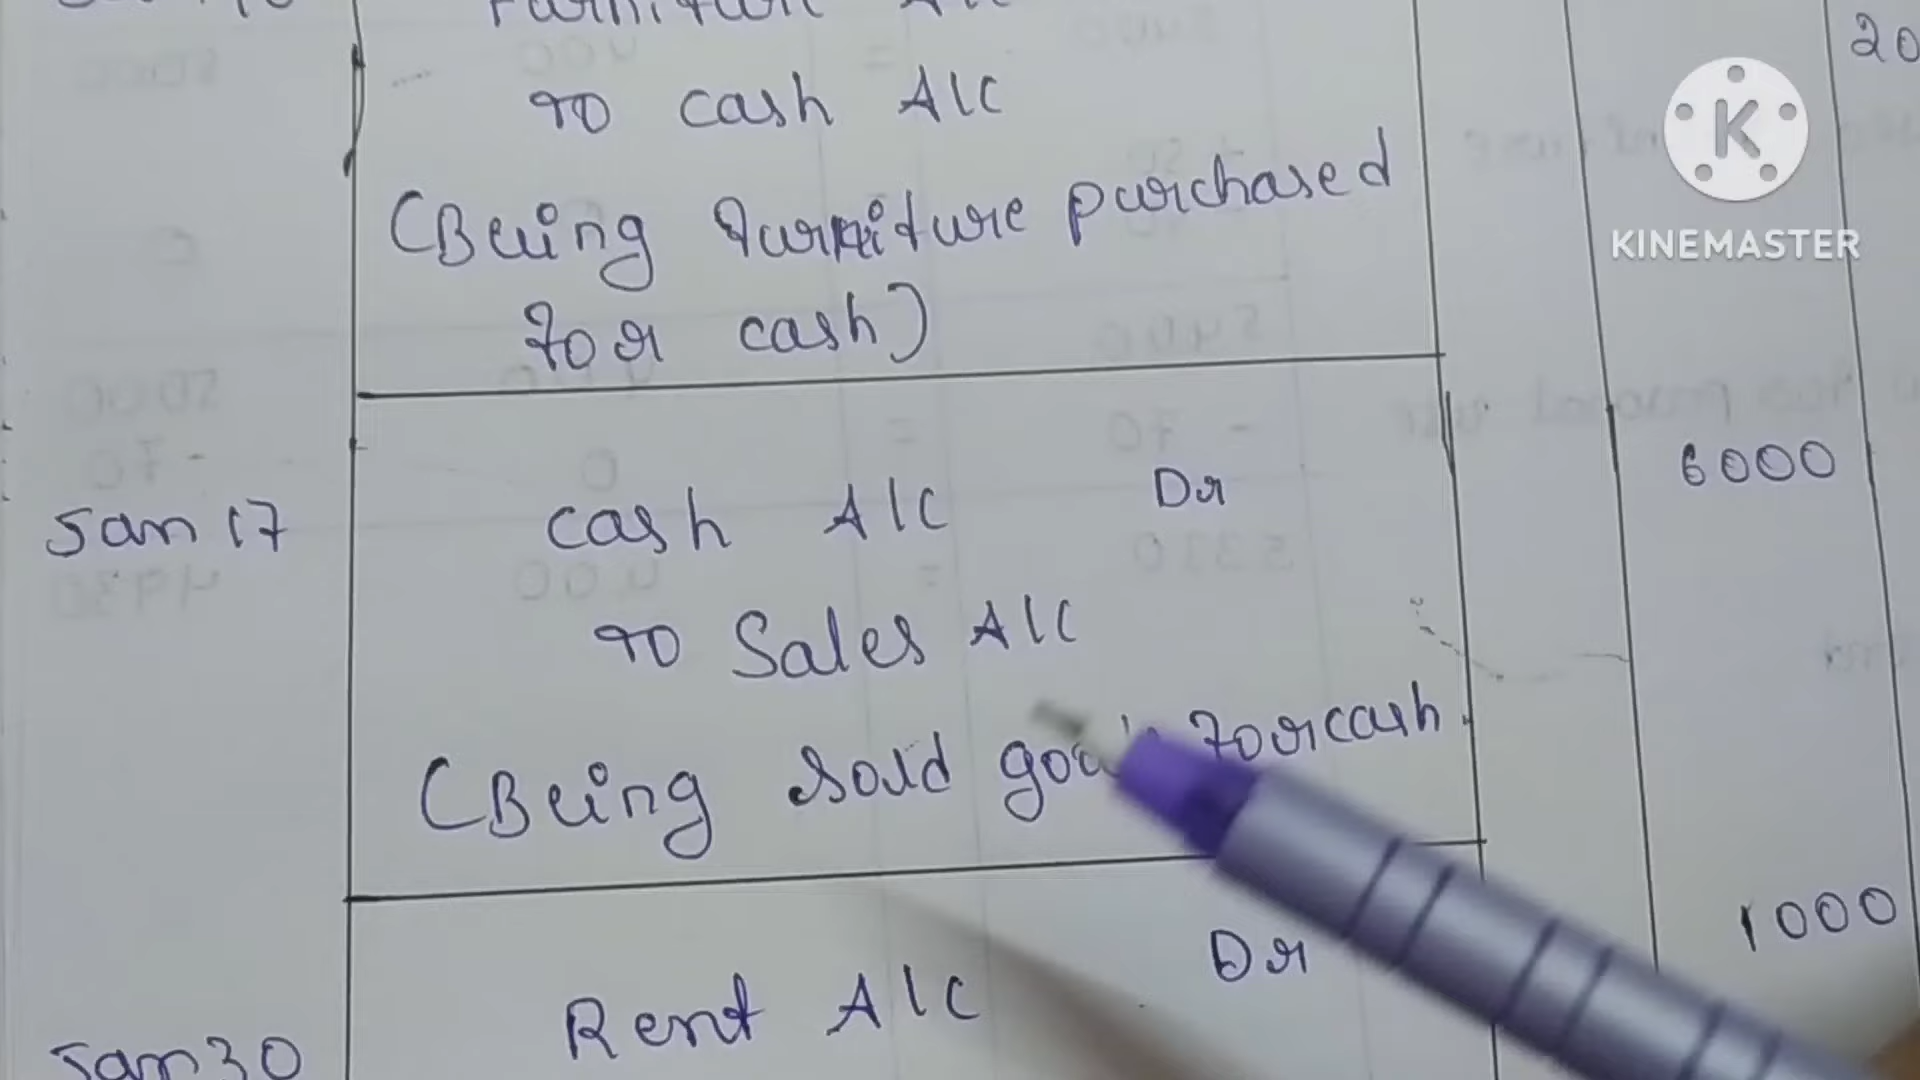 Furniture A/C
20
To cash A/C
(Being furniture purchased
for cash)
6000
Jan 17 cash A/C Dr
To Sales A/C
(Being sold goods for cash
1000
Rent A/C Dr
Jan 30
KINEMASTER